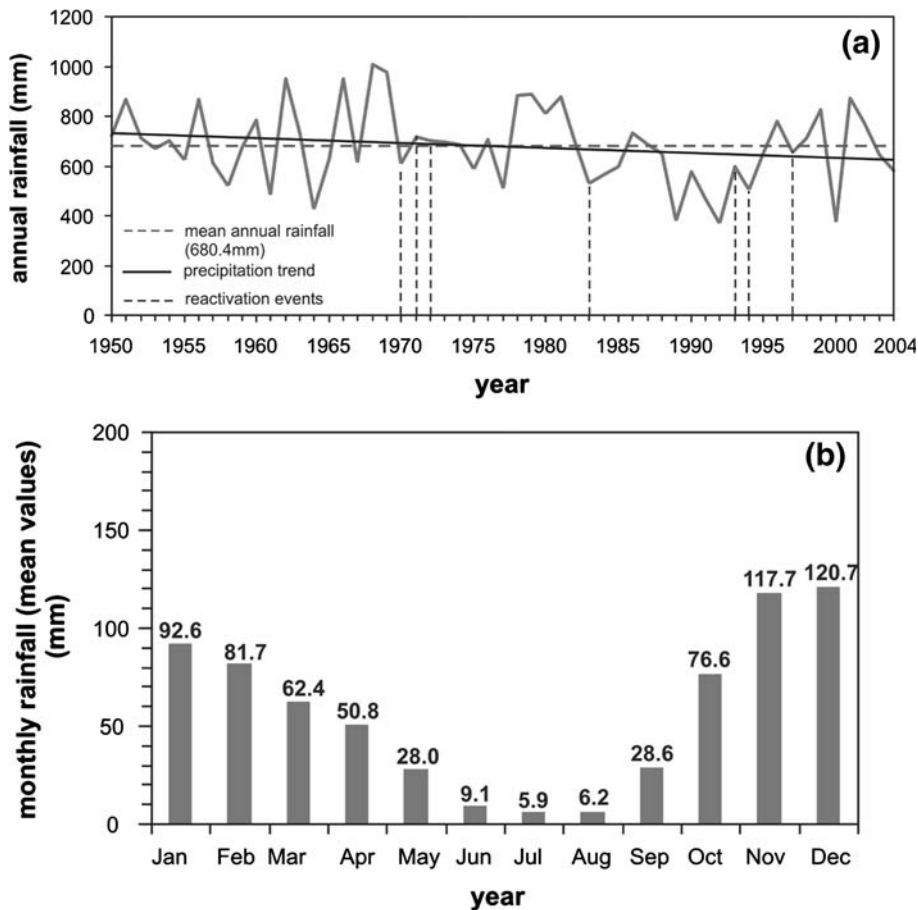 (a)
annual rainfall (mm)
1200
1000
800
600
400
200
0
mean annual rainfall
(680.4mm)
precipitation trend
reactivation events
1950 1955 1960 1965 1970 1975 1980 1985 1990 1995 2000 2004
year
(b)
monthly rainfall (mean values)
(mm)
200
150
100
50
0
92.6 81.7 62.4 50.8 28.0 9.1 5.9 6.2 28.6 76.6 117.7 120.7
Jan Feb Mar Apr May Jun Jul Aug Sep Oct Nov Dec
year